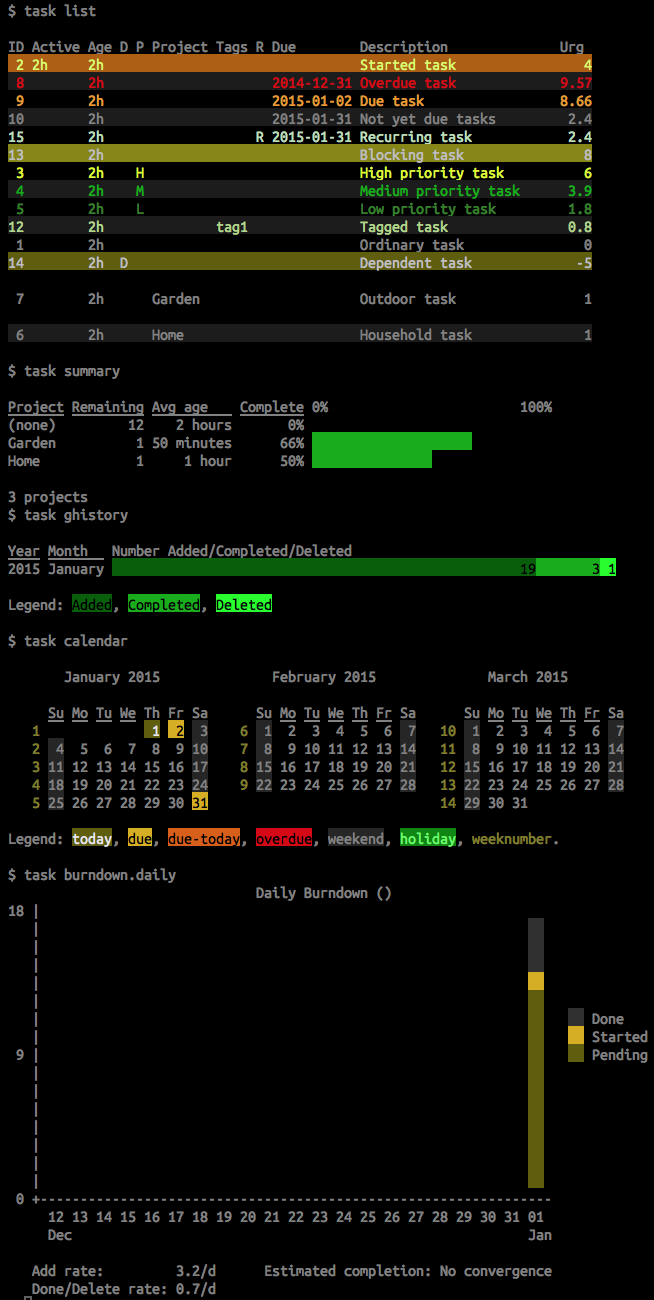 $ task list
ID Active Age D P Project Tags R Due Description Urg
2 2h 2h Started task 4
8 2h 2014-12-31 Overdue task 9.57
9 2h 2015-01-02 Due task 8.66
10 2h 2015-01-31 Not yet due tasks 2.4
15 2h R 2015-01-31 Recurring task 2.4
13 2h Blocking task 8
3 2h H High priority task 6
4 2h M Medium priority task 3.9
5 2h L Low priority task 1.8
12 2h tag1 Tagged task 0.8
1 2h Ordinary task 0
14 2h D Dependent task -5
7 2h Garden Outdoor task 1
6 2h Home Household task 1
$ task summary
Project Remaining Avg age Complete 0% 100%
(none) 12 2 hours 0%
Garden 1 50 minutes 66%
Home 1 1 hour 50%
3 projects
$ task ghistory
Year Month Number Added/Completed/Deleted
2015 January 19 3 1
Legend: Added, Completed, Deleted
$ task calendar
January 2015 February 2015 March 2015
Su Mo Tu We Th Fr Sa Su Mo Tu We Th Fr Sa Su Mo Tu We Th Fr Sa
1 1 2 3 6 1 2 3 4 5 6 7 10 1 2 3 4 5 6 7
2 4 5 6 7 8 9 10 7 8 9 10 11 12 13 14 11 8 9 10 11 12 13 14
3 11 12 13 14 15 16 17 8 15 16 17 18 19 20 21 12 15 16 17 18 19 20 21
4 18 19 20 21 22 23 24 9 22 23 24 25 26 27 28 13 22 23 24 25 26 27 28
5 25 26 27 28 29 30 31 14 29 30 31
Legend: today, due, due-today, overdue, weekend, holiday, weeknumber.
$ task burndown.daily
Daily Burndown ()
18
Done
Started
9 Pending
0
12 13 14 15 16 17 18 19 20 21 22 23 24 25 26 27 28 29 30 31 01
Dec Jan
Add rate: 3.2/d Estimated completion: No convergence
Done/Delete rate: 0.7/d